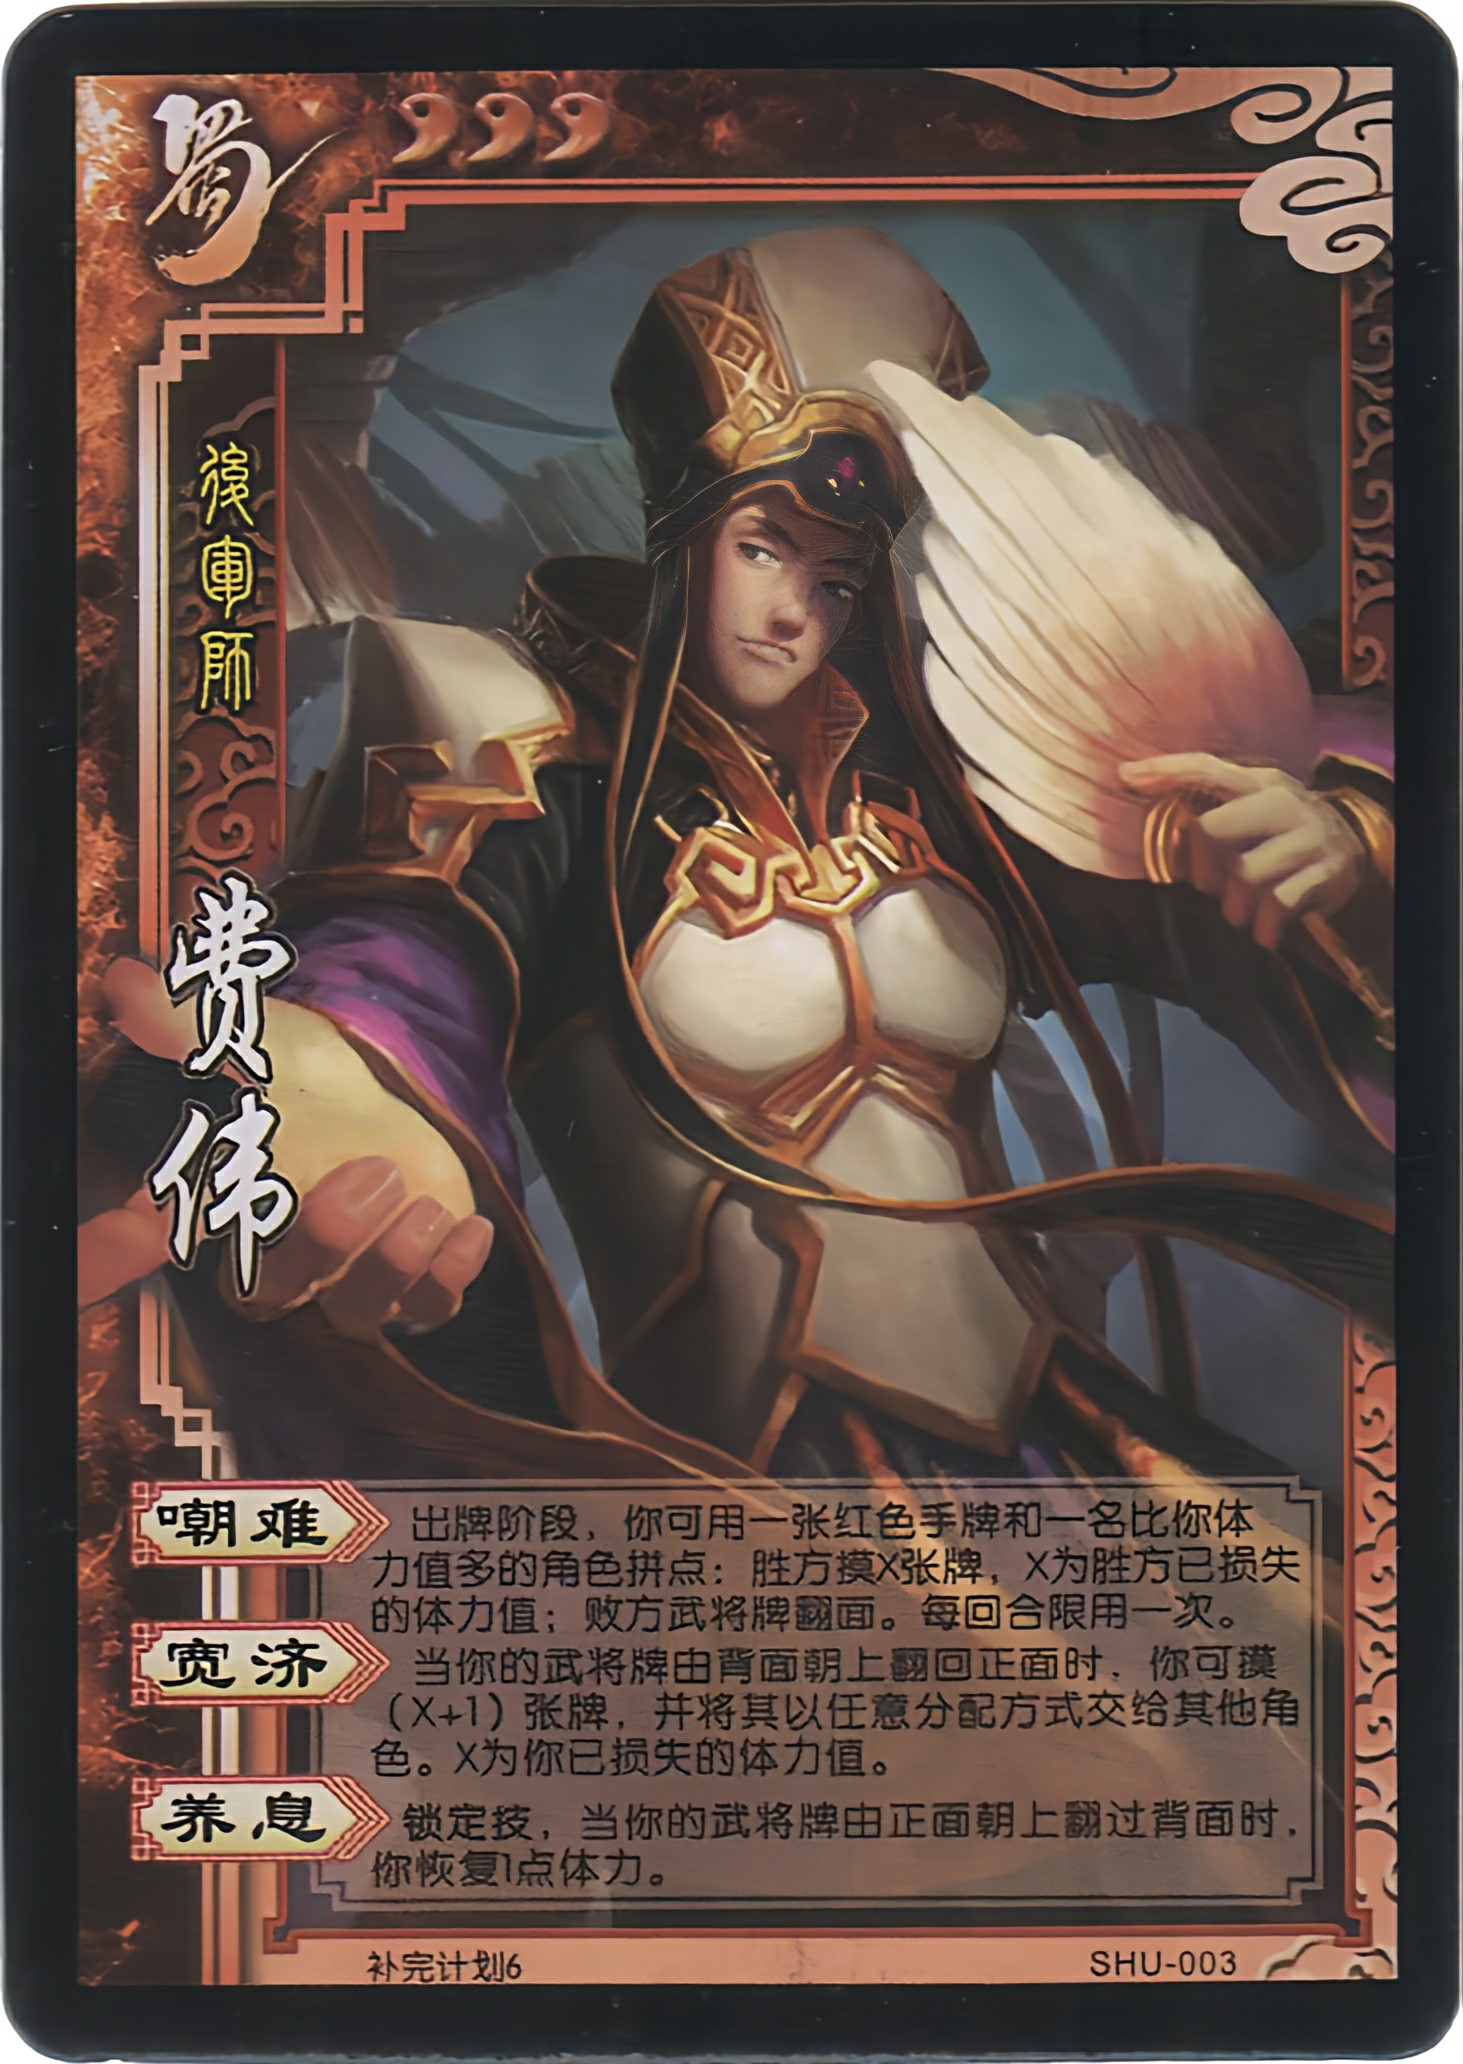 蜀
後軍師
费伟
嘲难
出牌阶段，你可用一张红色手牌和一名比你体
力值多的角色拼点：胜方摸X张牌，X为胜方已损失
的体力值；败方武将牌翻面。每回合限用一次。
宽济
当你的武将牌由背面朝上翻回正面时，你可摸
（X+1）张牌，并将其以任意分配方式交给其他角
色。X为你已损失的体力值。
养息
锁定技，当你的武将牌由正面朝上翻过背面时，
你恢复1点体力。
补完计划6
SHU-003